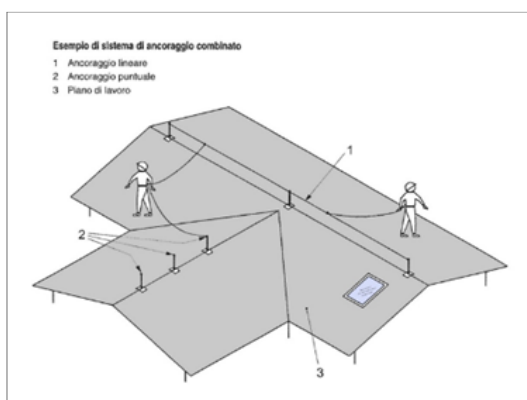 Esempio di sistema di ancoraggio combinato
1 Ancoraggio lineare
2 Ancoraggio puntuale
3 Piano di lavoro
1
2
3